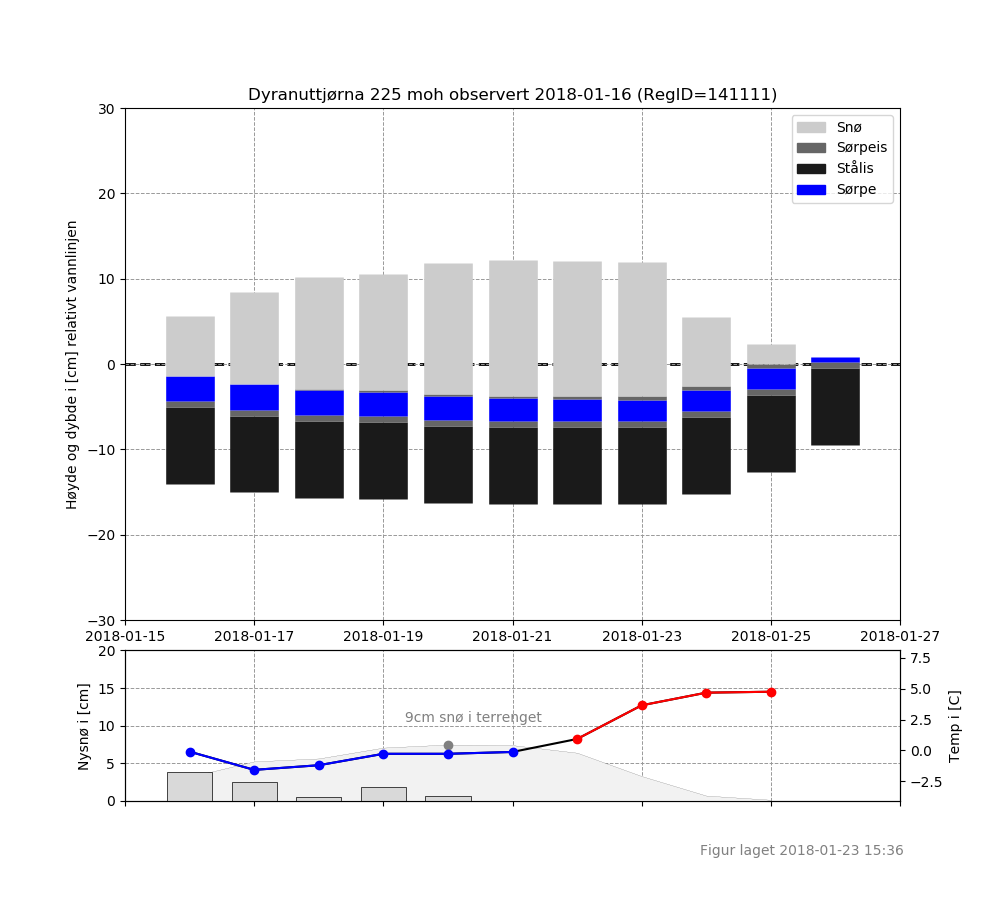 Dyranuttjørna 225 moh observert 2018-01-16 (RegID=141111)
30
20
10
0
−10
−20
−30
Høyde og dybde i [cm] relativt vannlinjen
Snø
Sørpeis
Stålis
Sørpe
2018-01-15 2018-01-17 2018-01-19 2018-01-21 2018-01-23 2018-01-25 2018-01-27
20
15
10
5
0
Nysnø i [cm]
9cm snø i terrenget
7.5
5.0
2.5
0.0
−2.5
Temp i [C]
Figur laget 2018-01-23 15:36